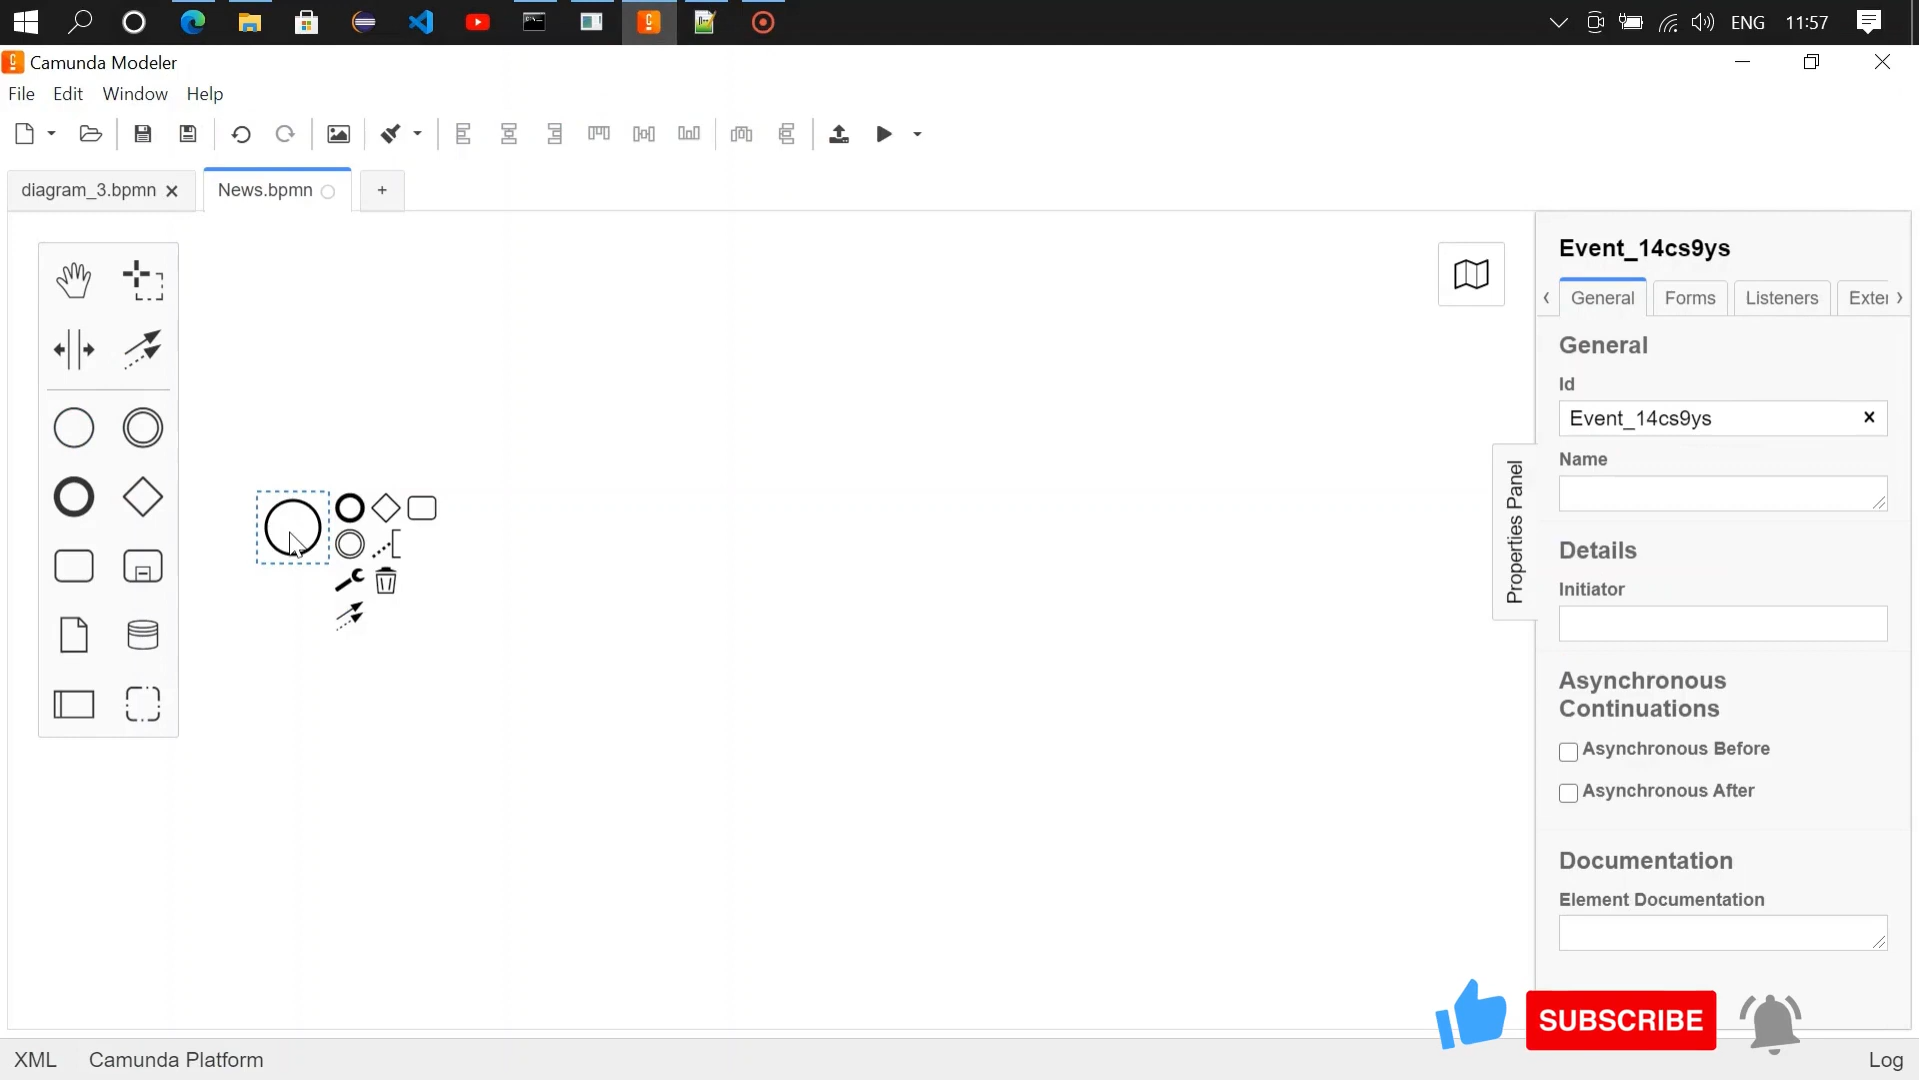 ENG
11:57
Camunda Modeler
File Edit Window Help
diagram_3.bpmn
News.bpmn
+
Event_14cs9ys
General Forms Listeners Exter
General
Id
Event_14cs9ys
Name
Details
Initiator
Asynchronous
Continuations
Asynchronous Before
Asynchronous After
Documentation
Element Documentation
Properties Panel
SUBSCRIBE
XML Camunda Platform Log